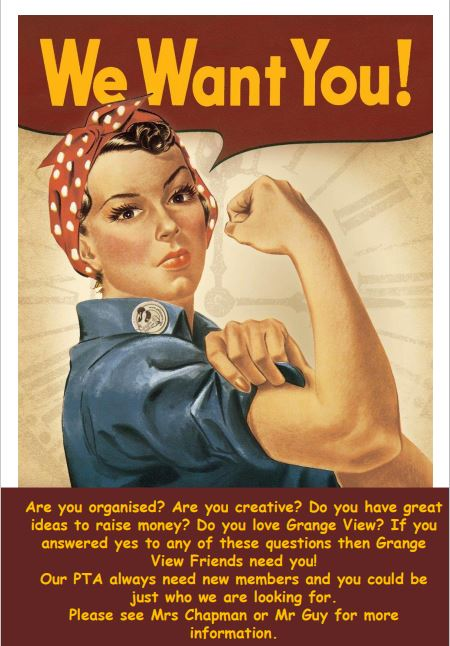 We Want You!
Are you organised? Are you creative? Do you have great
ideas to raise money? Do you love Grange View? If you
answered yes to any of these questions then Grange
View Friends need you!
Our PTA always need new members and you could be
just who we are looking for.
Please see Mrs Chapman or Mr Guy for more
information.